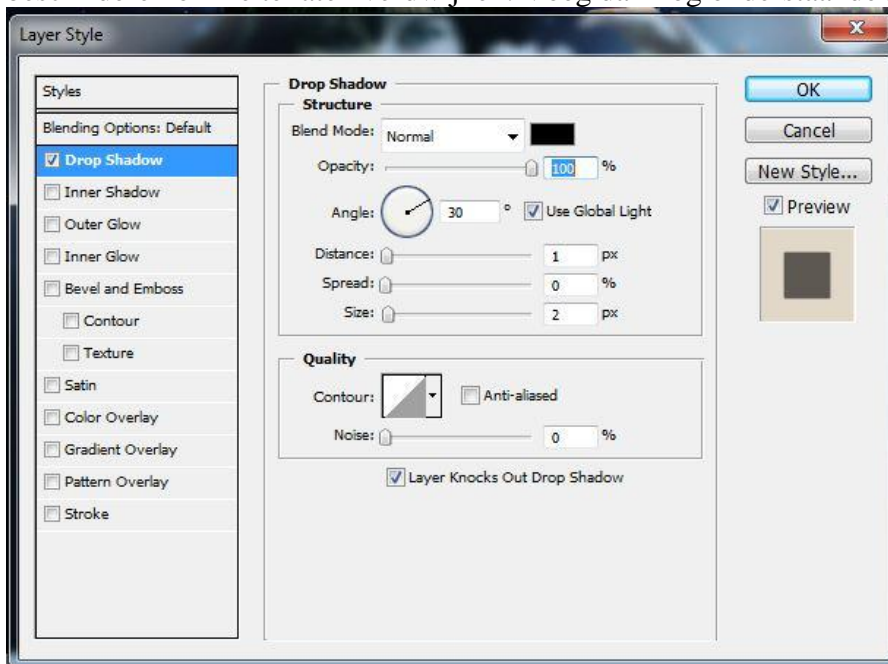 Layer Style
Styles
Blending Options: Default
Drop Shadow
Inner Shadow
Outer Glow
Inner Glow
Bevel and Emboss
Contour
Texture
Satin
Color Overlay
Gradient Overlay
Pattern Overlay
Stroke
Drop Shadow
Structure
Blend Mode: Normal
Opacity: 100 %
Angle: 30 ° Use Global Light
Distance: 1 px
Spread: 0 %
Size: 2 px
Quality
Contour: Anti-aliased
Noise: 0 %
Layer Knocks Out Drop Shadow
OK
Cancel
New Style...
Preview